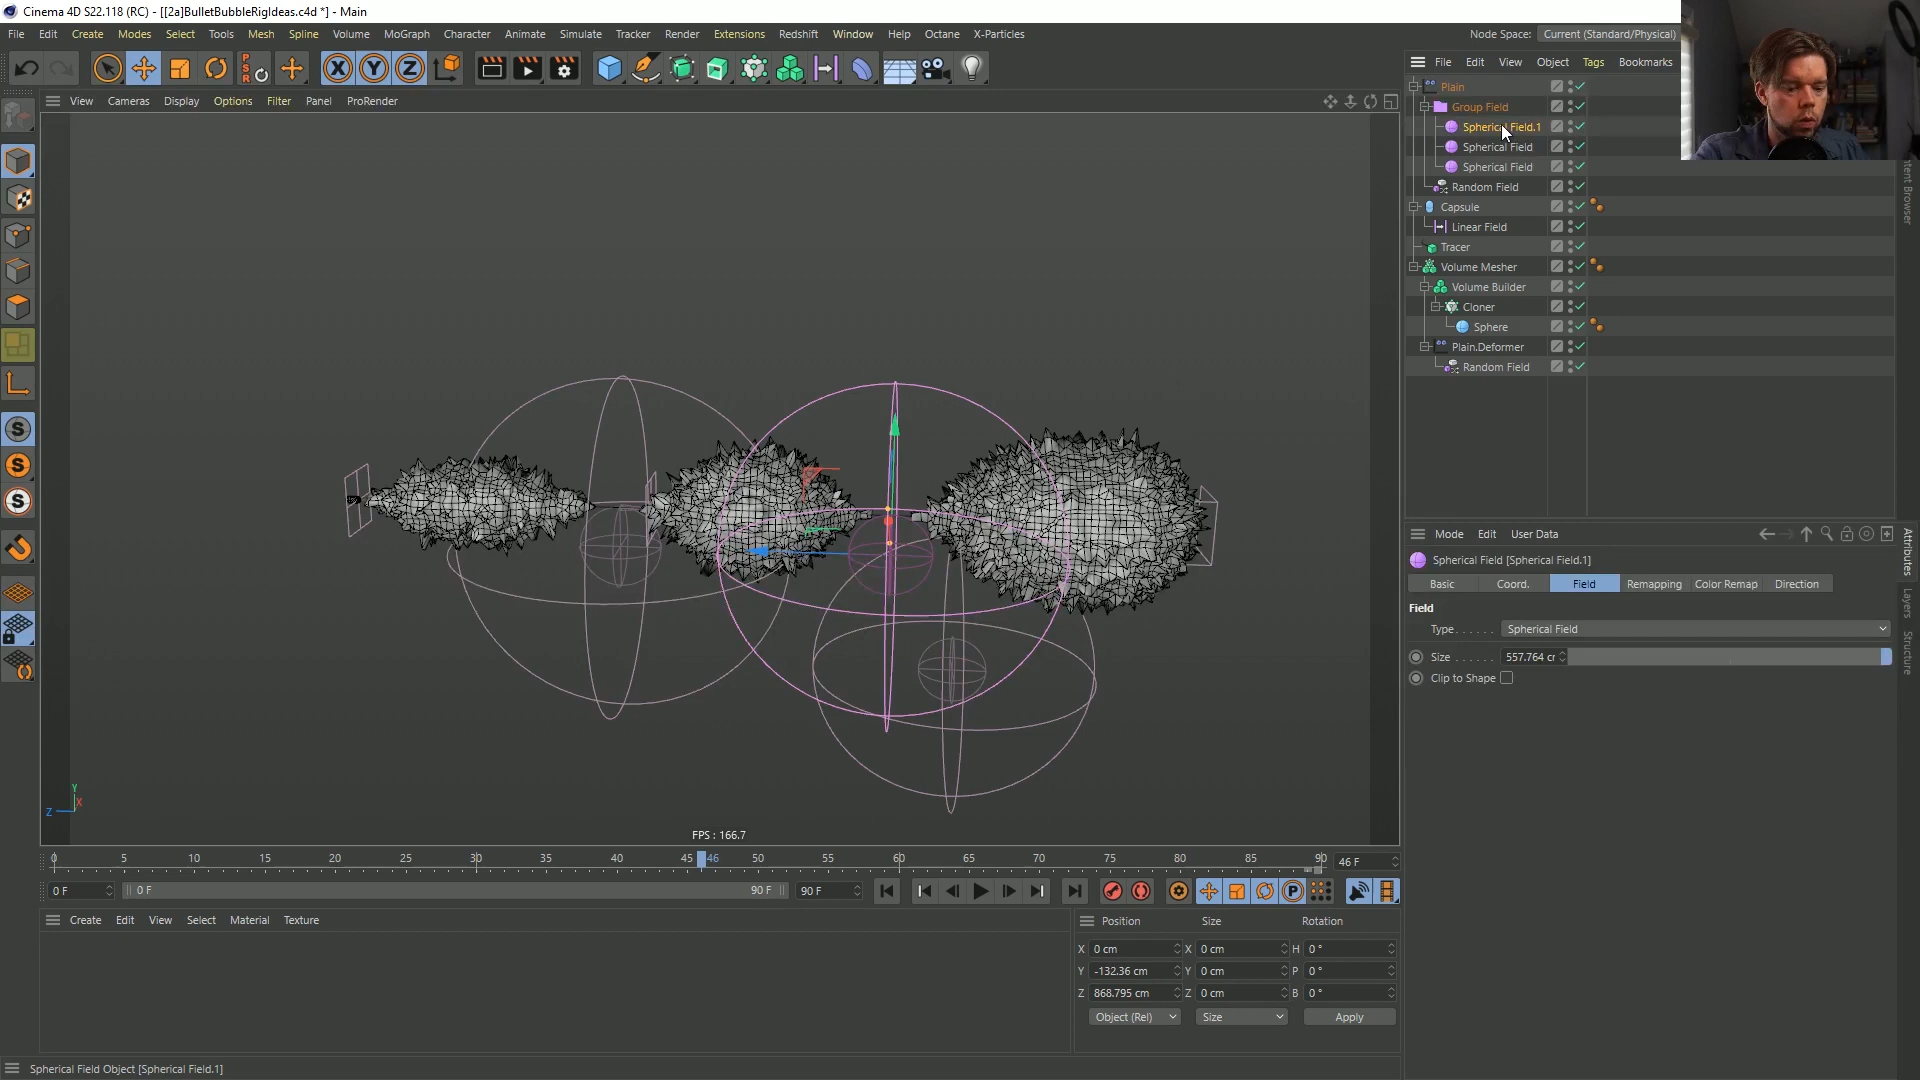 Cinema 4D S22.118 (RC) - [[2a]BulletBubbleRigIdeas.c4d *] - Main
File Edit Create Modes Select Tools Mesh Spline Volume MoGraph Character Animate Simulate Tracker Render Extensions Redshift Window Help Octane X-Particles
Node Space: Current (Standard/Physical)
PSR X Y Z
View Cameras Display Options Filter Panel ProRender
File Edit View Object Tags Bookmarks
Plain
Group Field
Spherical Field.1
Spherical Field
Spherical Field
Random Field
Capsule
Linear Field
Tracer
Volume Mesher
Volume Builder
Cloner
Sphere
Plain.Deformer
Random Field
Mode Edit User Data
Attributes
Layers
Structure
Spherical Field [Spherical Field.1]
Basic Coord. Field Remapping Color Remap Direction
Field
Type . . . . . . Spherical Field
Size . . . . . . 557.764 cr
Clip to Shape
S
S
S
Y
Z X
FPS : 166.7
0 5 10 15 20 25 30 35 40 45 46 50 55 60 65 70 75 80 85 90 46 F
0 F 0 F 90 F 90 F
P
Create Edit View Select Material Texture
Position Size Rotation
X 0 cm X 0 cm H 0 °
Y -132.36 cm Y 0 cm P 0 °
Z 868.795 cm Z 0 cm B 0 °
Object (Rel) Size Apply
Spherical Field Object [Spherical Field.1]